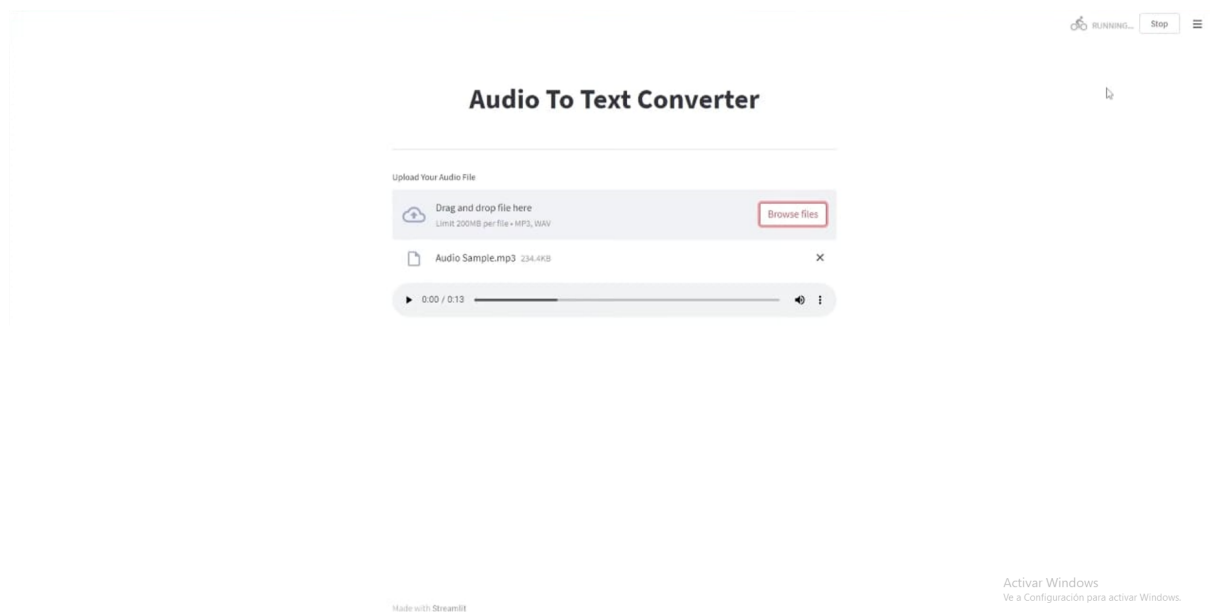 RUNNING...
Stop
Audio To Text Converter
Upload Your Audio File
Drag and drop file here
Limit 200MB per file • MP3, WAV
Browse files
Audio Sample.mp3 234.4KB
0:00 / 0:13
Activar Windows
Ve a Configuración para activar Windows.
Made with Streamlit